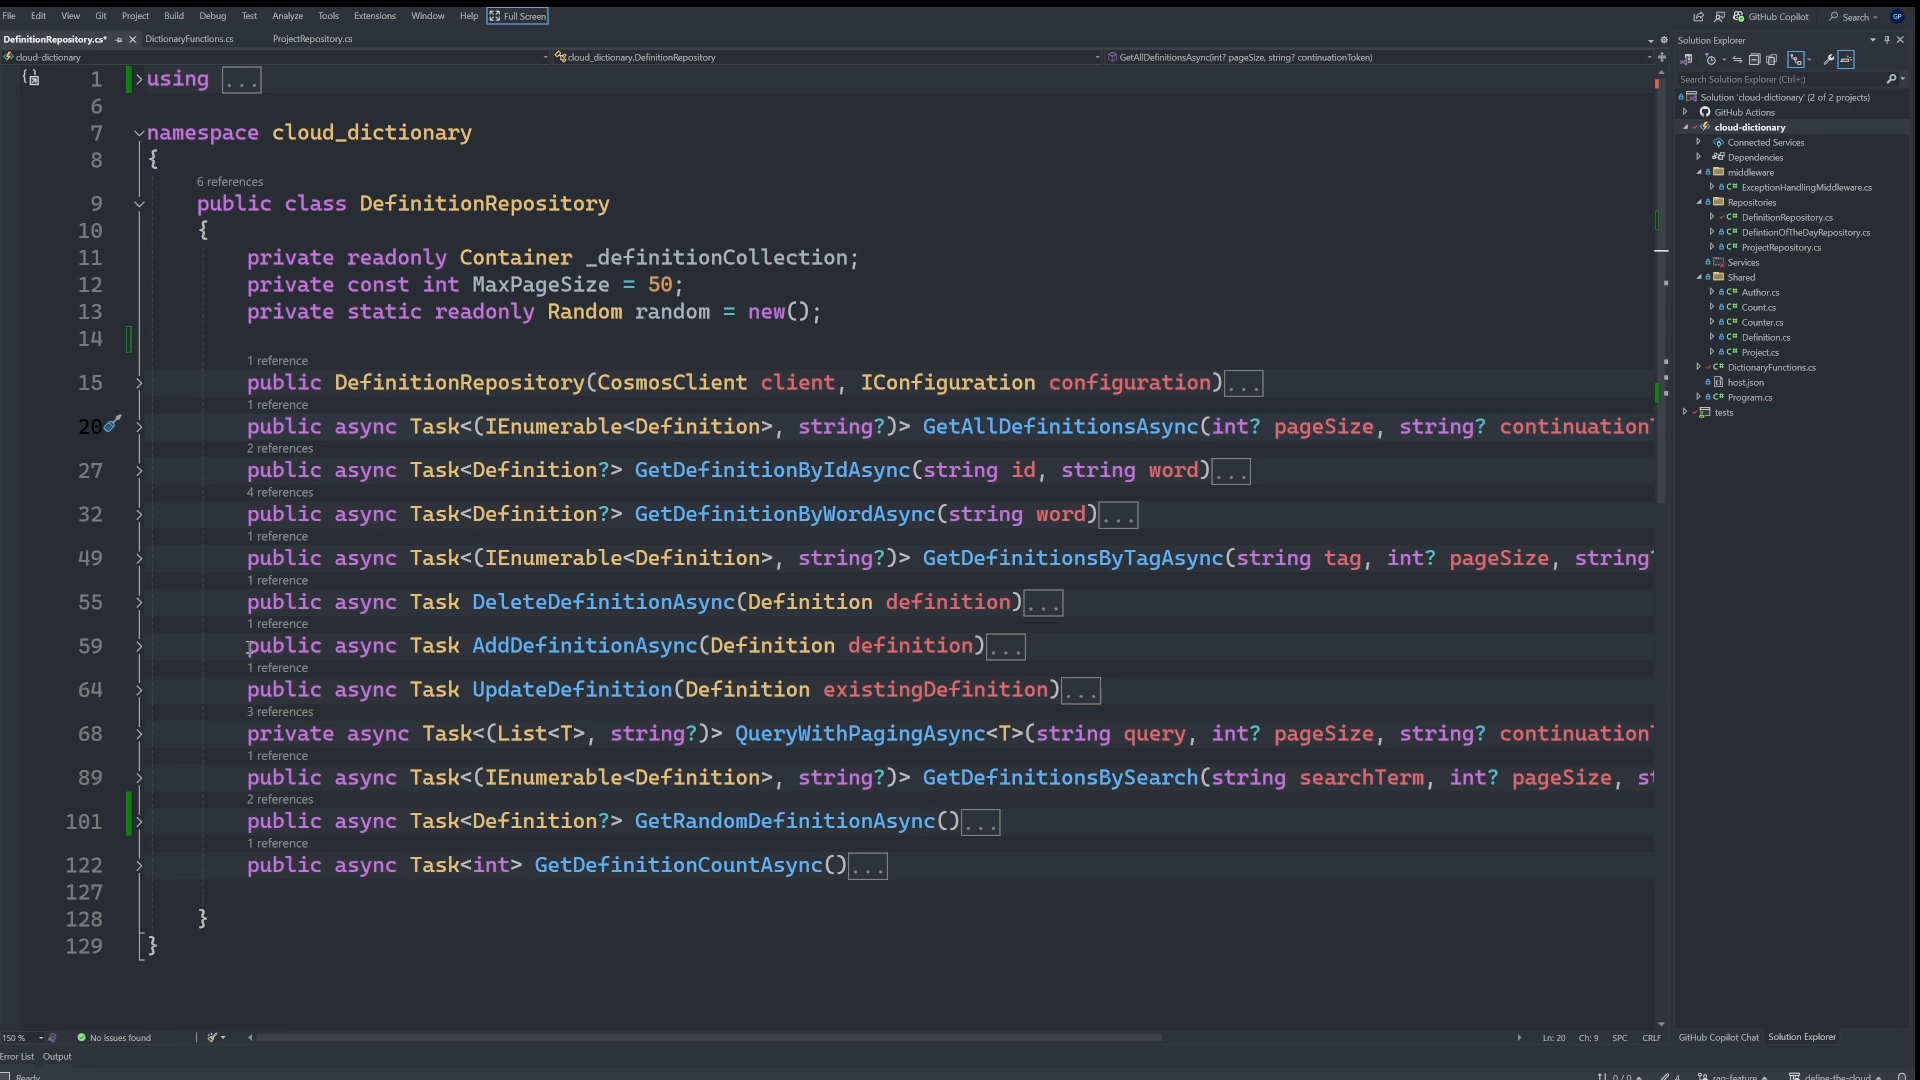 File Edit View Git Project Build Debug Test Analyze Tools Extensions Window Help Full Screen GitHub Copilot Search GP
DefinitionRepository.cs* DictionaryFunctions.cs ProjectRepository.cs
cloud-dictionary cloud_dictionary.DefinitionRepository GetAllDefinitionsAsync(int? pageSize, string? continuationToken)
1 using ...
6
7 namespace cloud_dictionary
8 {
6 references
9 public class DefinitionRepository
10 {
11 private readonly Container _definitionCollection;
12 private const int MaxPageSize = 50;
13 private static readonly Random random = new();
14
1 reference
15 public DefinitionRepository(CosmosClient client, IConfiguration configuration)...
1 reference
20 public async Task<(IEnumerable<Definition>, string?)> GetAllDefinitionsAsync(int? pageSize, string? continuation
2 references
27 public async Task<Definition?> GetDefinitionByIdAsync(string id, string word)...
4 references
32 public async Task<Definition?> GetDefinitionByWordAsync(string word)...
1 reference
49 public async Task<(IEnumerable<Definition>, string?)> GetDefinitionsByTagAsync(string tag, int? pageSize, string?
1 reference
55 public async Task DeleteDefinitionAsync(Definition definition)...
1 reference
59 public async Task AddDefinitionAsync(Definition definition)...
1 reference
64 public async Task UpdateDefinition(Definition existingDefinition)...
3 references
68 private async Task<(List<T>, string?)> QueryWithPagingAsync<T>(string query, int? pageSize, string? continuation
1 reference
89 public async Task<(IEnumerable<Definition>, string?)> GetDefinitionsBySearch(string searchTerm, int? pageSize, st
2 references
101 public async Task<Definition?> GetRandomDefinitionAsync()...
1 reference
122 public async Task<int> GetDefinitionCountAsync()...
127
128 }
129 }
150 % No issues found Ln: 20 Ch: 9 SPC CRLF
Error List Output
Ready 0 / 0 4 rag-feature define-the-cloud
Solution Explorer
Search Solution Explorer (Ctrl+;)
Solution 'cloud-dictionary' (2 of 2 projects)
GitHub Actions
cloud-dictionary
Connected Services
Dependencies
middleware
C# ExceptionHandlingMiddleware.cs
Repositories
C# DefinitionRepository.cs
C# DefintionOfTheDayRepository.cs
C# ProjectRepository.cs
Services
Shared
C# Author.cs
C# Count.cs
C# Counter.cs
C# Definition.cs
C# Project.cs
C# DictionaryFunctions.cs
host.json
C# Program.cs
tests
GitHub Copilot Chat Solution Explorer